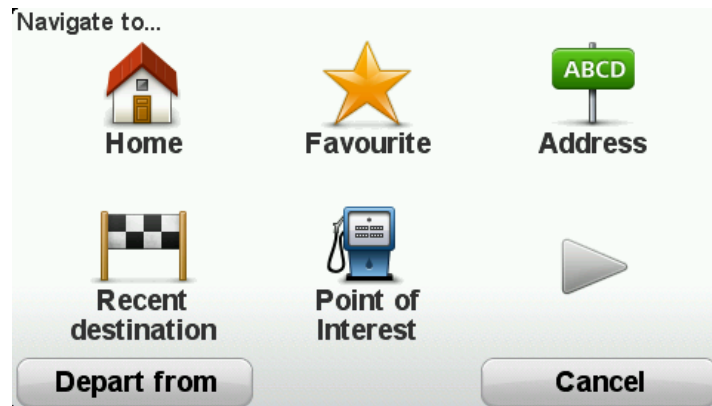 Navigate to...
ABCD
Home
Favourite
Address
Recent
destination
Point of
Interest
Depart from
Cancel